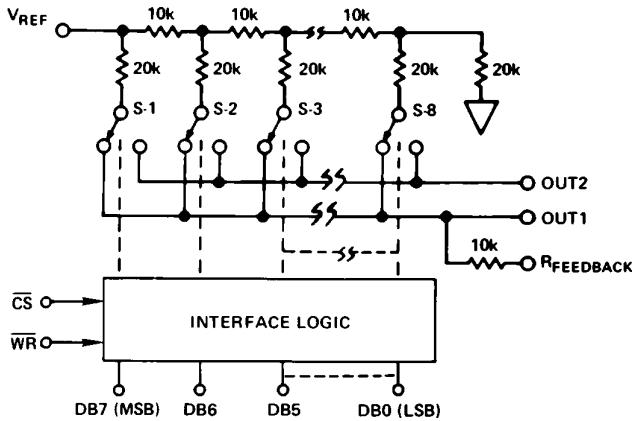 10k 10k 10k
VREF
20k 20k 20k 20k 20k
S-1 S-2 S-3 S-8
OUT2
OUT1
10k
RFEEDBACK
CS
INTERFACE LOGIC
WR
DB7 (MSB) DB6 DB5 DB0 (LSB)